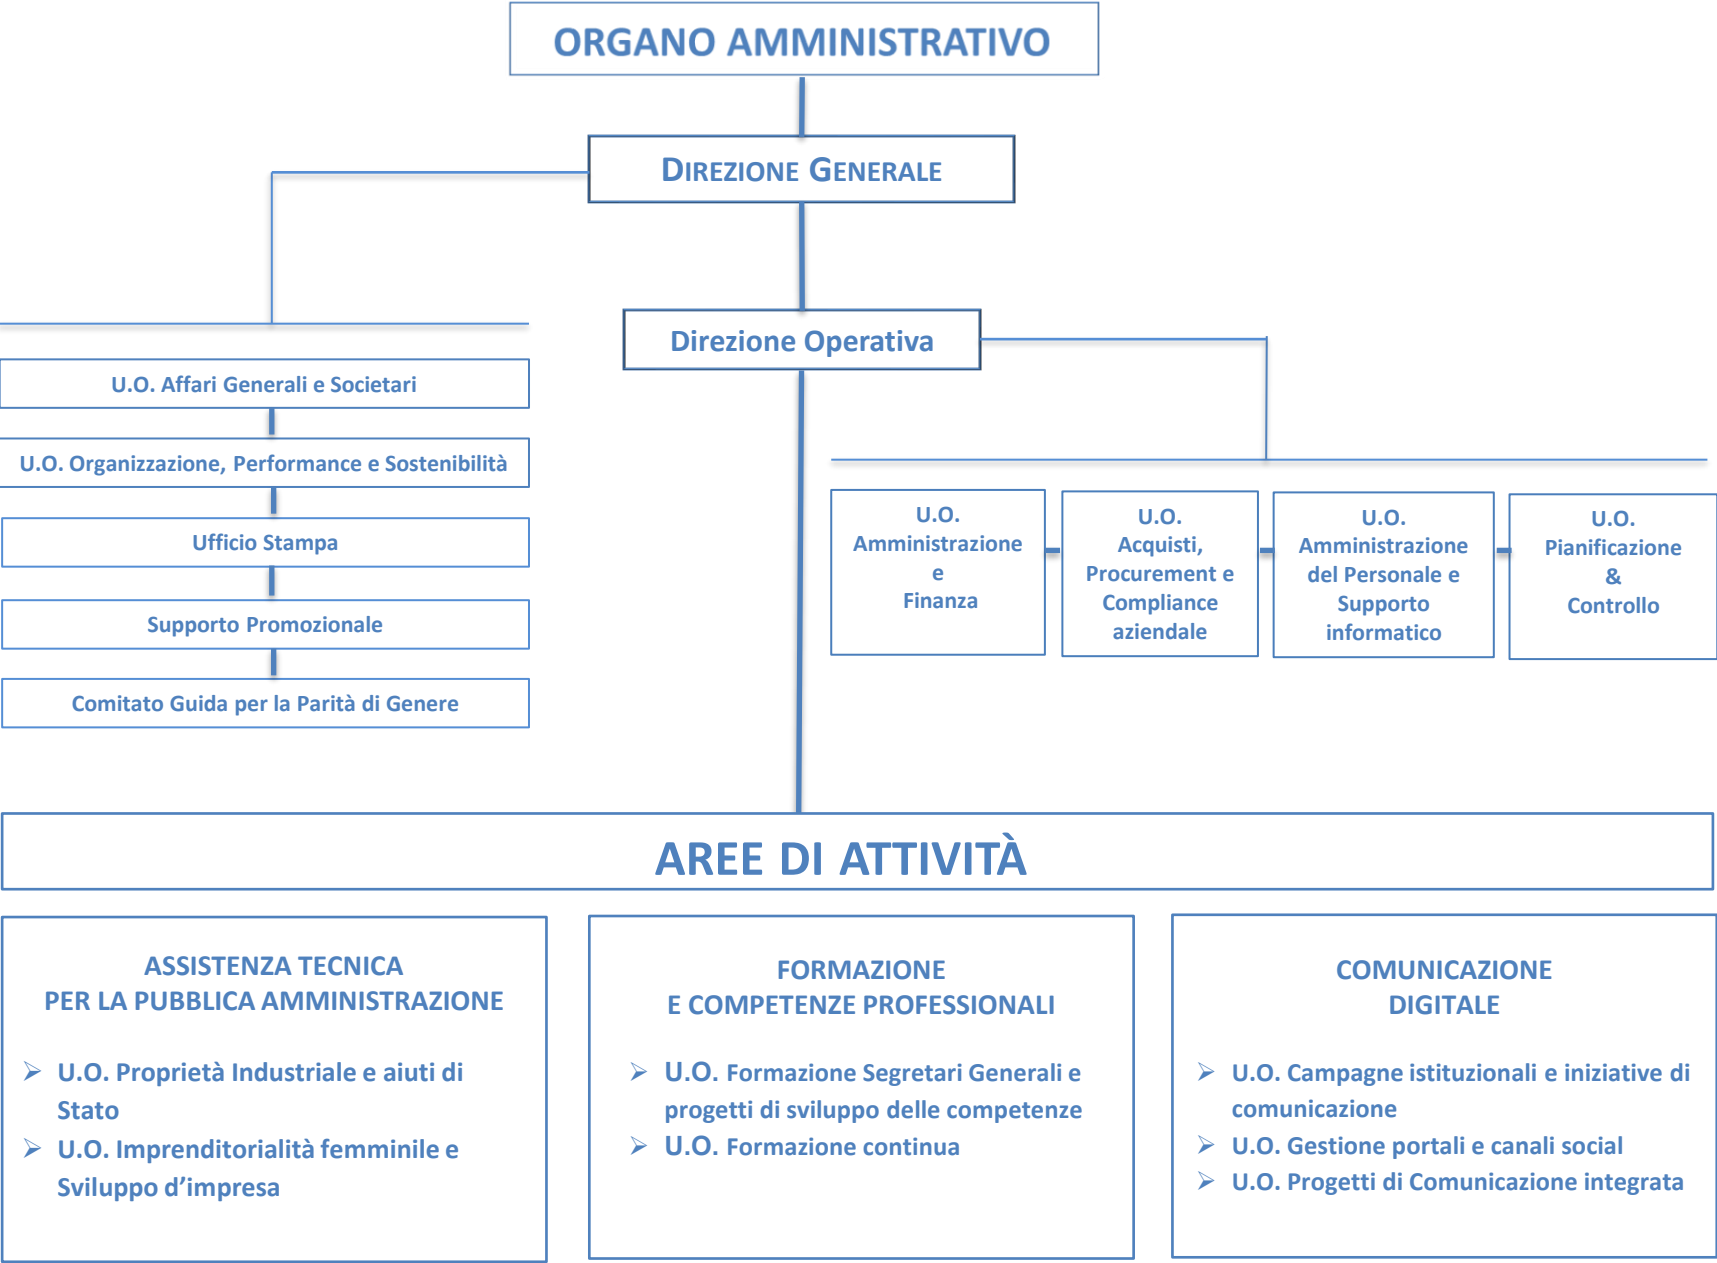 ORGANO AMMINISTRATIVO
DIREZIONE GENERALE
Direzione Operativa
U.O. Affari Generali e Societari
U.O. Organizzazione, Performance e Sostenibilità
Ufficio Stampa
Supporto Promozionale
Comitato Guida per la Parità di Genere
U.O.
Amministrazione
e
Finanza
U.O.
Acquisti,
Procurement e
Compliance
aziendale
U.O.
Amministrazione
del Personale e
Supporto
informatico
U.O.
Pianificazione
&
Controllo
AREE DI ATTIVITÀ
ASSISTENZA TECNICA
PER LA PUBBLICA AMMINISTRAZIONE
➢ U.O. Proprietà Industriale e aiuti di
Stato
➢ U.O. Imprenditorialità femminile e
Sviluppo d’impresa
FORMAZIONE
E COMPETENZE PROFESSIONALI
➢ U.O. Formazione Segretari Generali e
progetti di sviluppo delle competenze
➢ U.O. Formazione continua
COMUNICAZIONE
DIGITALE
➢ U.O. Campagne istituzionali e iniziative di
comunicazione
➢ U.O. Gestione portali e canali social
➢ U.O. Progetti di Comunicazione integrata